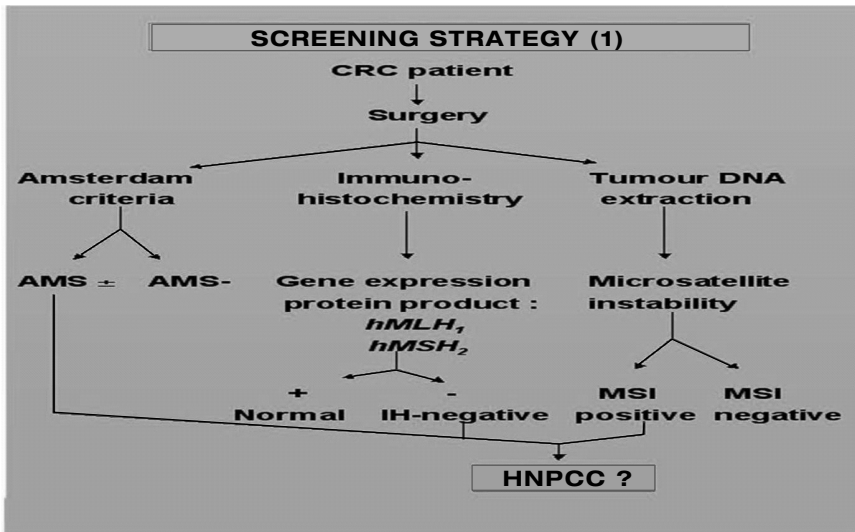 SCREENING STRATEGY (1)
CRC patient
Surgery
Amsterdam
criteria
Immuno-
histochemistry
Tumour DNA
extraction
AMS ± AMS-
Gene expression
protein product :
hMLH₁
hMSH₂
Microsatellite
instability
+
Normal
-
IH-negative
MSI
positive
MSI
negative
HNPCC ?